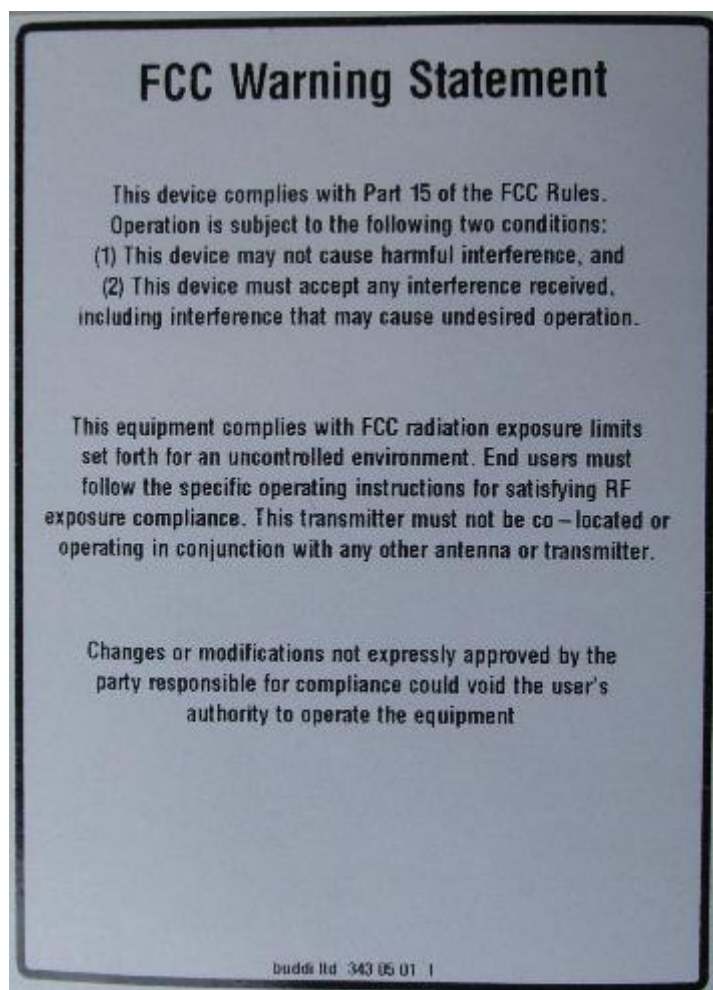 FCC Warning Statement
This device complies with Part 15 of the FCC Rules.
Operation is subject to the following two conditions:
(1) This device may not cause harmful interference, and
(2) This device must accept any interference received,
including interference that may cause undesired operation.
This equipment complies with FCC radiation exposure limits
set forth for an uncontrolled environment. End users must
follow the specific operating instructions for satisfying RF
exposure compliance. This transmitter must not be co – located or
operating in conjunction with any other antenna or transmitter.
Changes or modifications not expressly approved by the
party responsible for compliance could void the user's
authority to operate the equipment
buddi ltd 343 05 01 1